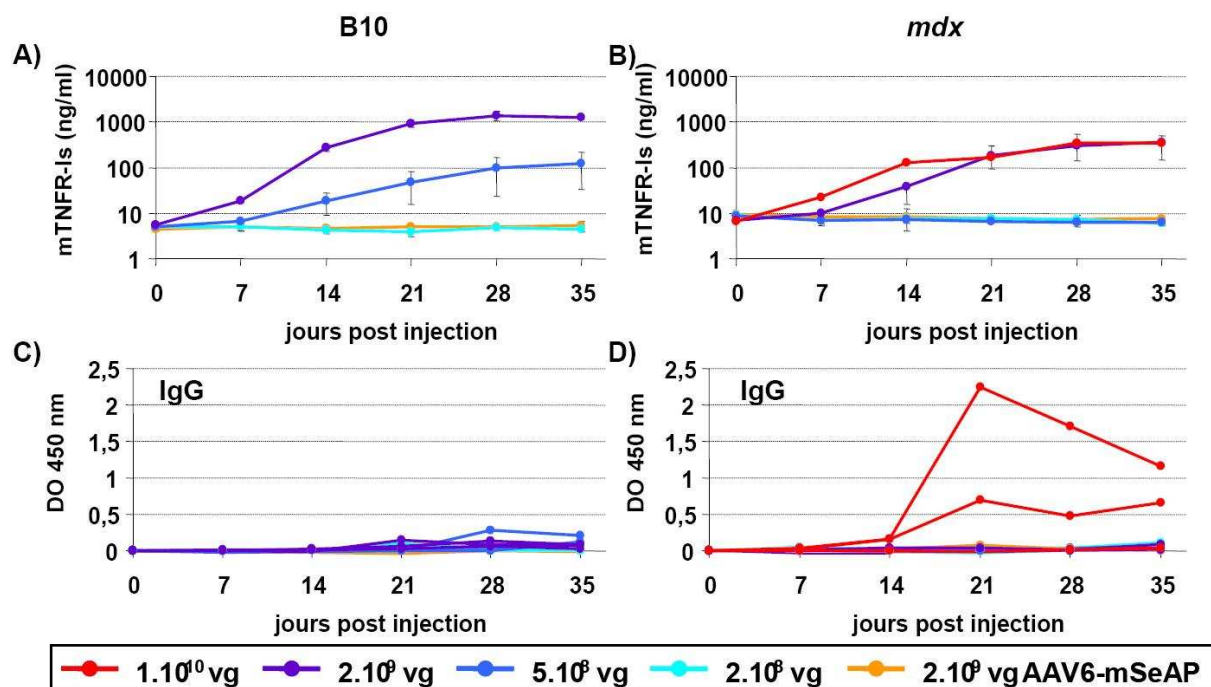 B10
mdx
A)
mTNFR-Is (ng/ml)
10000
1000
100
10
1
0 7 14 21 28 35
jours post injection
B)
mTNFR-Is (ng/ml)
10000
1000
100
10
1
0 7 14 21 28 35
jours post injection
C)
IgG
DO 450 nm
2,5
2
1,5
1
0,5
0
0 7 14 21 28 35
jours post injection
D)
IgG
DO 450 nm
2,5
2
1,5
1
0,5
0
0 7 14 21 28 35
jours post injection
1.10¹⁰ vg 2.10⁹ vg 5.10⁸ vg 2.10⁸ vg 2.10⁹ vg AAV6-mSeAP